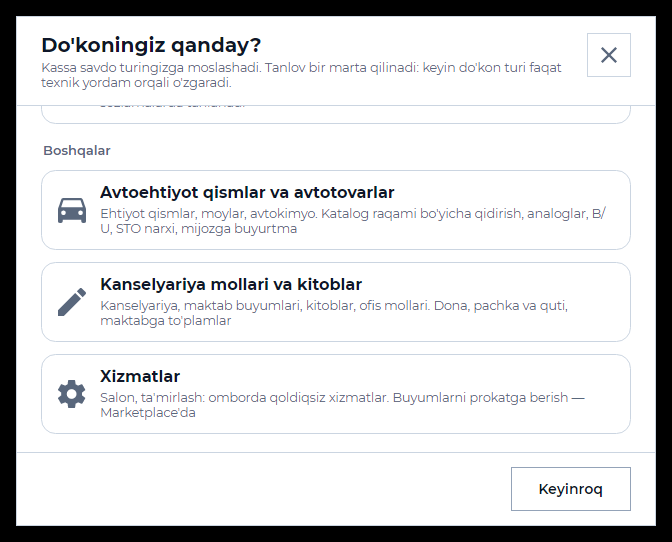 Do'koningiz qanday?
Kassa savdo turingizga moslashadi. Tanlov bir marta qilinadi: keyin do'kon turi faqat
texnik yordam orqali o'zgaradi.
Boshqalar
Avtoehtiyot qismlar va avtotovarlar
Ehtiyot qismlar, moylar, avtokimyo. Katalog raqami bo'yicha qidirish, analoglar, B/
U, STO narxi, mijozga buyurtma
Kanselyariya mollari va kitoblar
Kanselyariya, maktab buyumlari, kitoblar, ofis mollari. Dona, pachka va quti,
maktabga to'plamlar
Xizmatlar
Salon, ta'mirlash: omborda qoldiqsiz xizmatlar. Buyumlarni prokatga berish —
Marketplace'da
Keyinroq